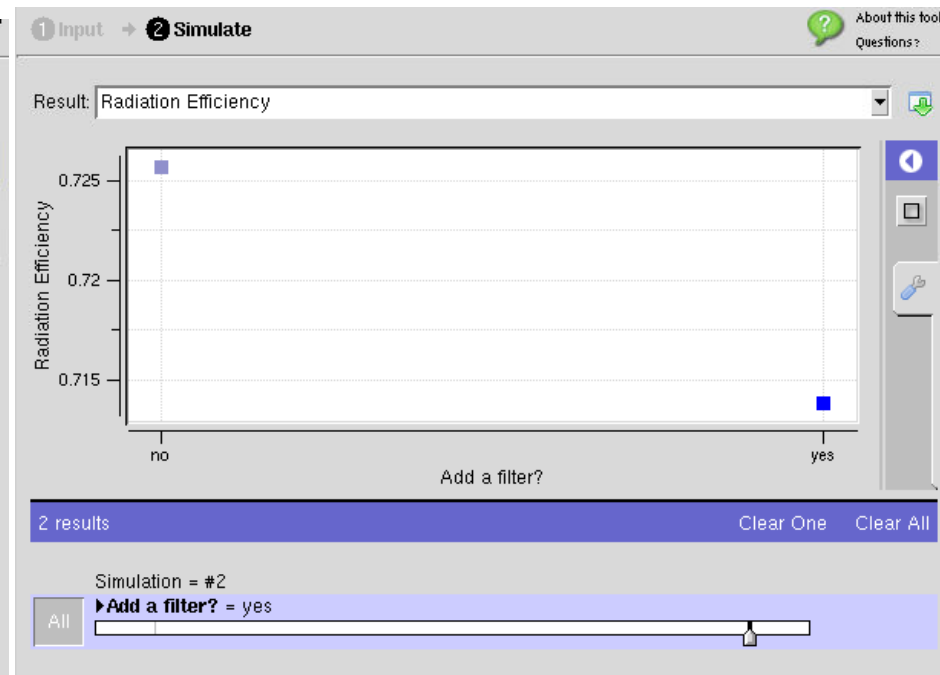 1 Input → 2 Simulate
?
About this tool
Questions?
Result: Radiation Efficiency
Radiation Efficiency
0.725
0.72
0.715
no yes
Add a filter?
2 results Clear One Clear All
Simulation = #2
All
Add a filter? = yes